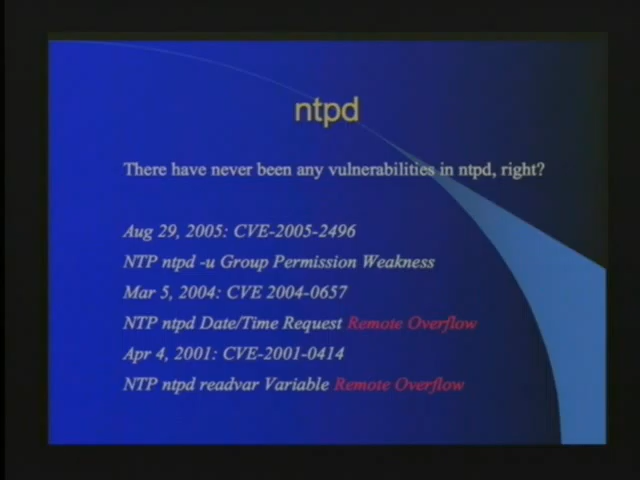 ntpd
There have never been any vulnerabilities in ntpd, right?
Aug 29, 2005: CVE-2005-2496
NTP ntpd -u Group Permission Weakness
Mar 5, 2004: CVE 2004-0657
NTP ntpd Date/Time Request Remote Overflow
Apr 4, 2001: CVE-2001-0414
NTP ntpd readvar Variable Remote Overflow